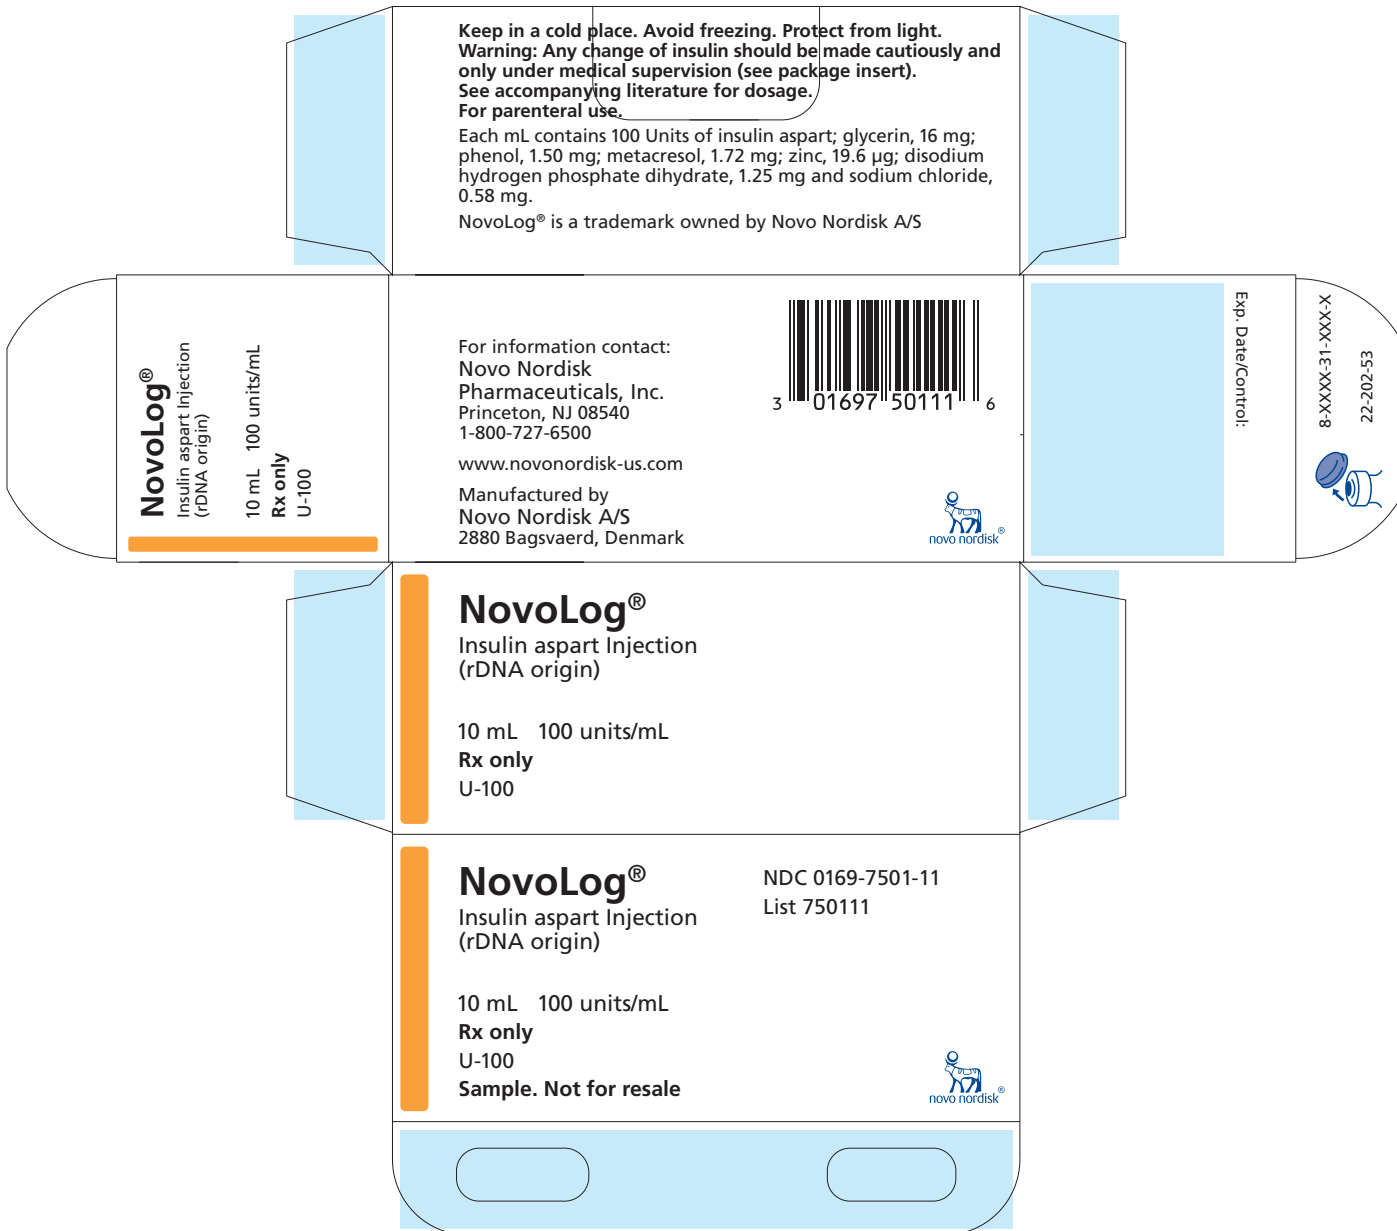 Keep in a cold place. Avoid freezing. Protect from light.
Warning: Any change of insulin should be made cautiously and
only under medical supervision (see package insert).
See accompanying literature for dosage.
For parenteral use.
Each mL contains 100 Units of insulin aspart; glycerin, 16 mg;
phenol, 1.50 mg; metacresol, 1.72 mg; zinc, 19.6 µg; disodium
hydrogen phosphate dihydrate, 1.25 mg and sodium chloride,
0.58 mg.
NovoLog® is a trademark owned by Novo Nordisk A/S
NovoLog®
Insulin aspart Injection
(rDNA origin)
10 mL 100 units/mL
Rx only
U-100
For information contact:
Novo Nordisk
Pharmaceuticals, Inc.
Princeton, NJ 08540
1-800-727-6500
www.novonordisk-us.com
Manufactured by
Novo Nordisk A/S
2880 Bagsvaerd, Denmark
3 01697 50111 6
novo nordisk®
Exp. Date/Control:
8-XXXX-31-XXX-X
22-202-53
NovoLog®
Insulin aspart Injection
(rDNA origin)
10 mL 100 units/mL
Rx only
U-100
NovoLog®
Insulin aspart Injection
(rDNA origin)
10 mL 100 units/mL
Rx only
U-100
Sample. Not for resale
NDC 0169-7501-11
List 750111
novo nordisk®